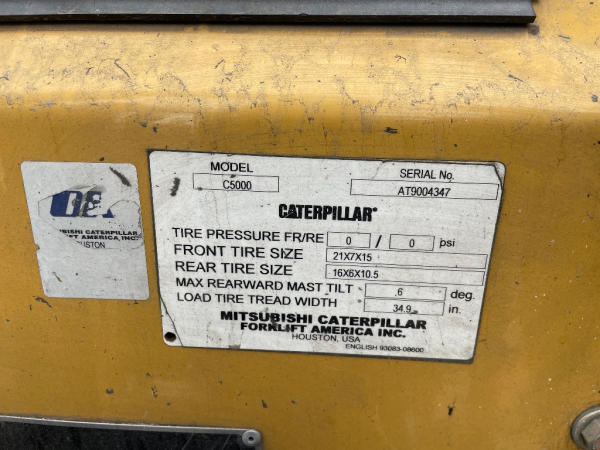 MODEL SERIAL No.
C5000 AT9004347
CATERPILLAR®
TIRE PRESSURE FR/RE 0 / 0 psi
FRONT TIRE SIZE 21X7X15
REAR TIRE SIZE 16X6X10.5
MAX REARWARD MAST TILT .6 deg.
LOAD TIRE TREAD WIDTH 34.9 in.
MITSUBISHI CATERPILLAR
FORKLIFT AMERICA INC.
HOUSTON, USA
ENGLISH 93083-08600
CATERPILLAR
LIFT AMERICA, INC.
HOUSTON